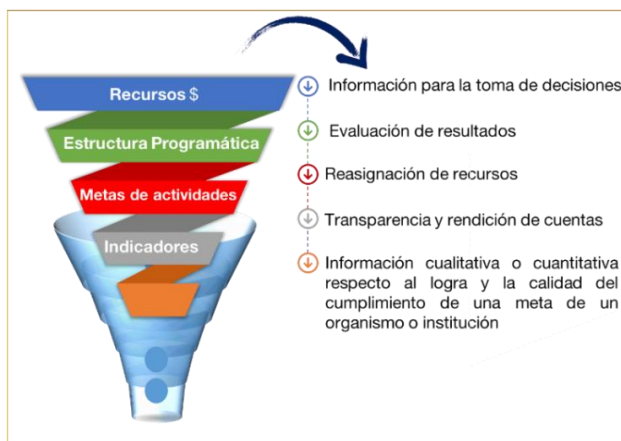 Recursos $
Estructura Programática
Metas de actividades
Indicadores
Información para la toma de decisiones
Evaluación de resultados
Reasignación de recursos
Transparencia y rendición de cuentas
Información cualitativa o cuantitativa
respecto al logra y la calidad del
cumplimiento de una meta de un
organismo o institución